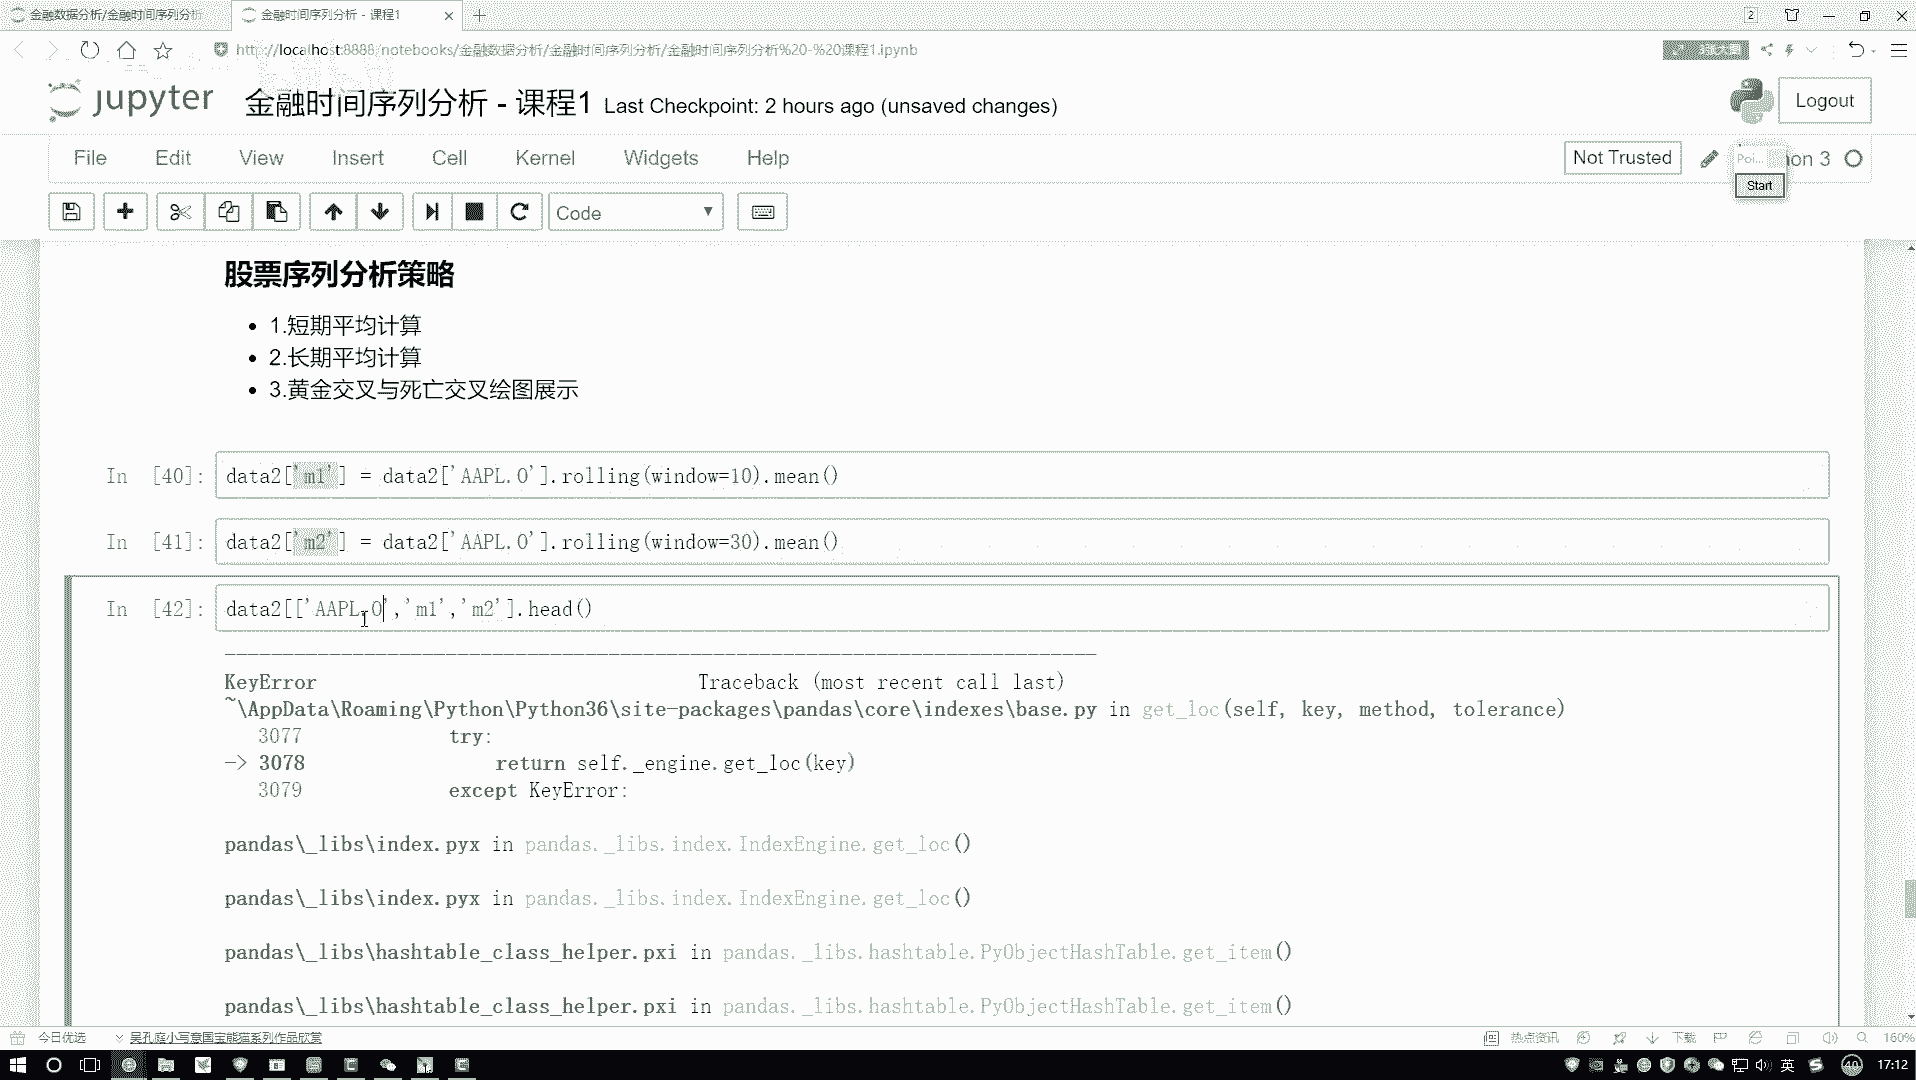 金融数据分析/金融时间序列分析
金融时间序列分析 - 课程1
2
http://localhost:8888/notebooks/金融数据分析/金融时间序列分析/金融时间序列分析%20-%20课程1.ipynb
jupyter
金融时间序列分析 - 课程1 Last Checkpoint: 2 hours ago (unsaved changes)
Logout
File Edit View Insert Cell Kernel Widgets Help
Not Trusted
Poi... on 3
Start
Code
股票序列分析策略
1.短期平均计算
2.长期平均计算
3.黄金交叉与死亡交叉绘图展示
In [40]: data2['m1'] = data2['AAPL.O'].rolling(window=10).mean()
In [41]: data2['m2'] = data2['AAPL.O'].rolling(window=30).mean()
In [42]: data2[['AAPL.O','m1','m2'].head()
KeyError Traceback (most recent call last)
~\AppData\Roaming\Python\Python36\site-packages\pandas\core\indexes\base.py in get_loc(self, key, method, tolerance)
3077 try:
-> 3078 return self._engine.get_loc(key)
3079 except KeyError:
pandas\_libs\index.pyx in pandas._libs.index.IndexEngine.get_loc()
pandas\_libs\index.pyx in pandas._libs.index.IndexEngine.get_loc()
pandas\_libs\hashtable_class_helper.pxi in pandas._libs.hashtable.PyObjectHashTable.get_item()
pandas\_libs\hashtable_class_helper.pxi in pandas._libs.hashtable.PyObjectHashTable.get_item()
今日优选 吴孔庭小写意国宝能猫系列作品欣赏
热点资讯 下载 160%
英 40 17:12